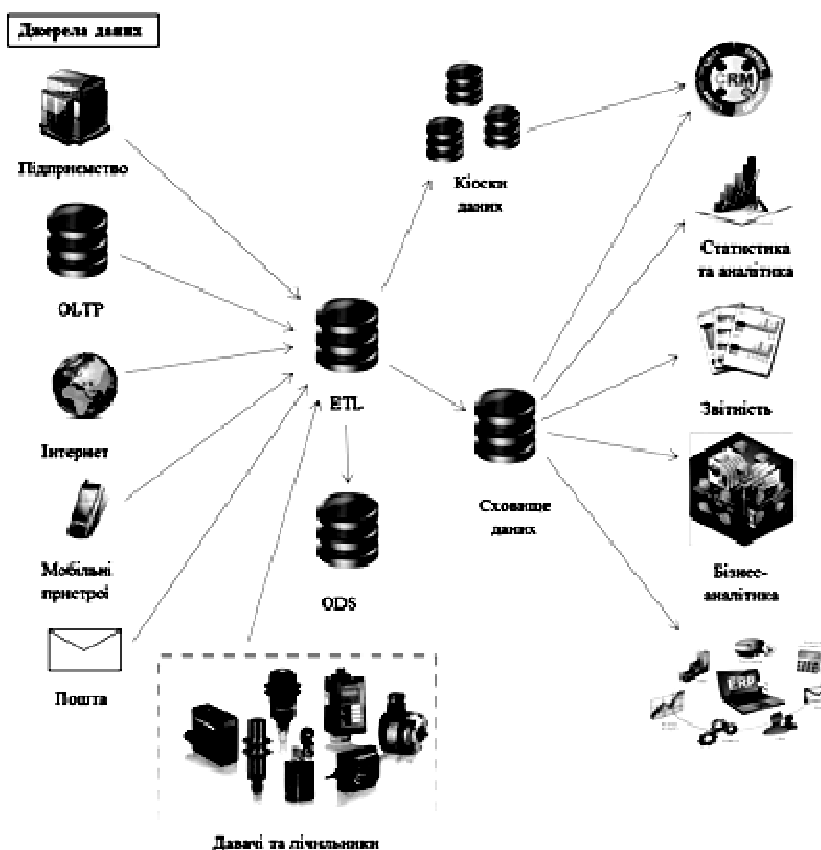 Джерела даних
Підприємство
OLTP
Інтернет
Мобільні
пристрої
Пошта
Давачі та лічильники
ETL
ODS
Кіоски
даних
Сховище
даних
CRM
Статистика
та аналітика
Звітність
Бізнес-
аналітика
ERP